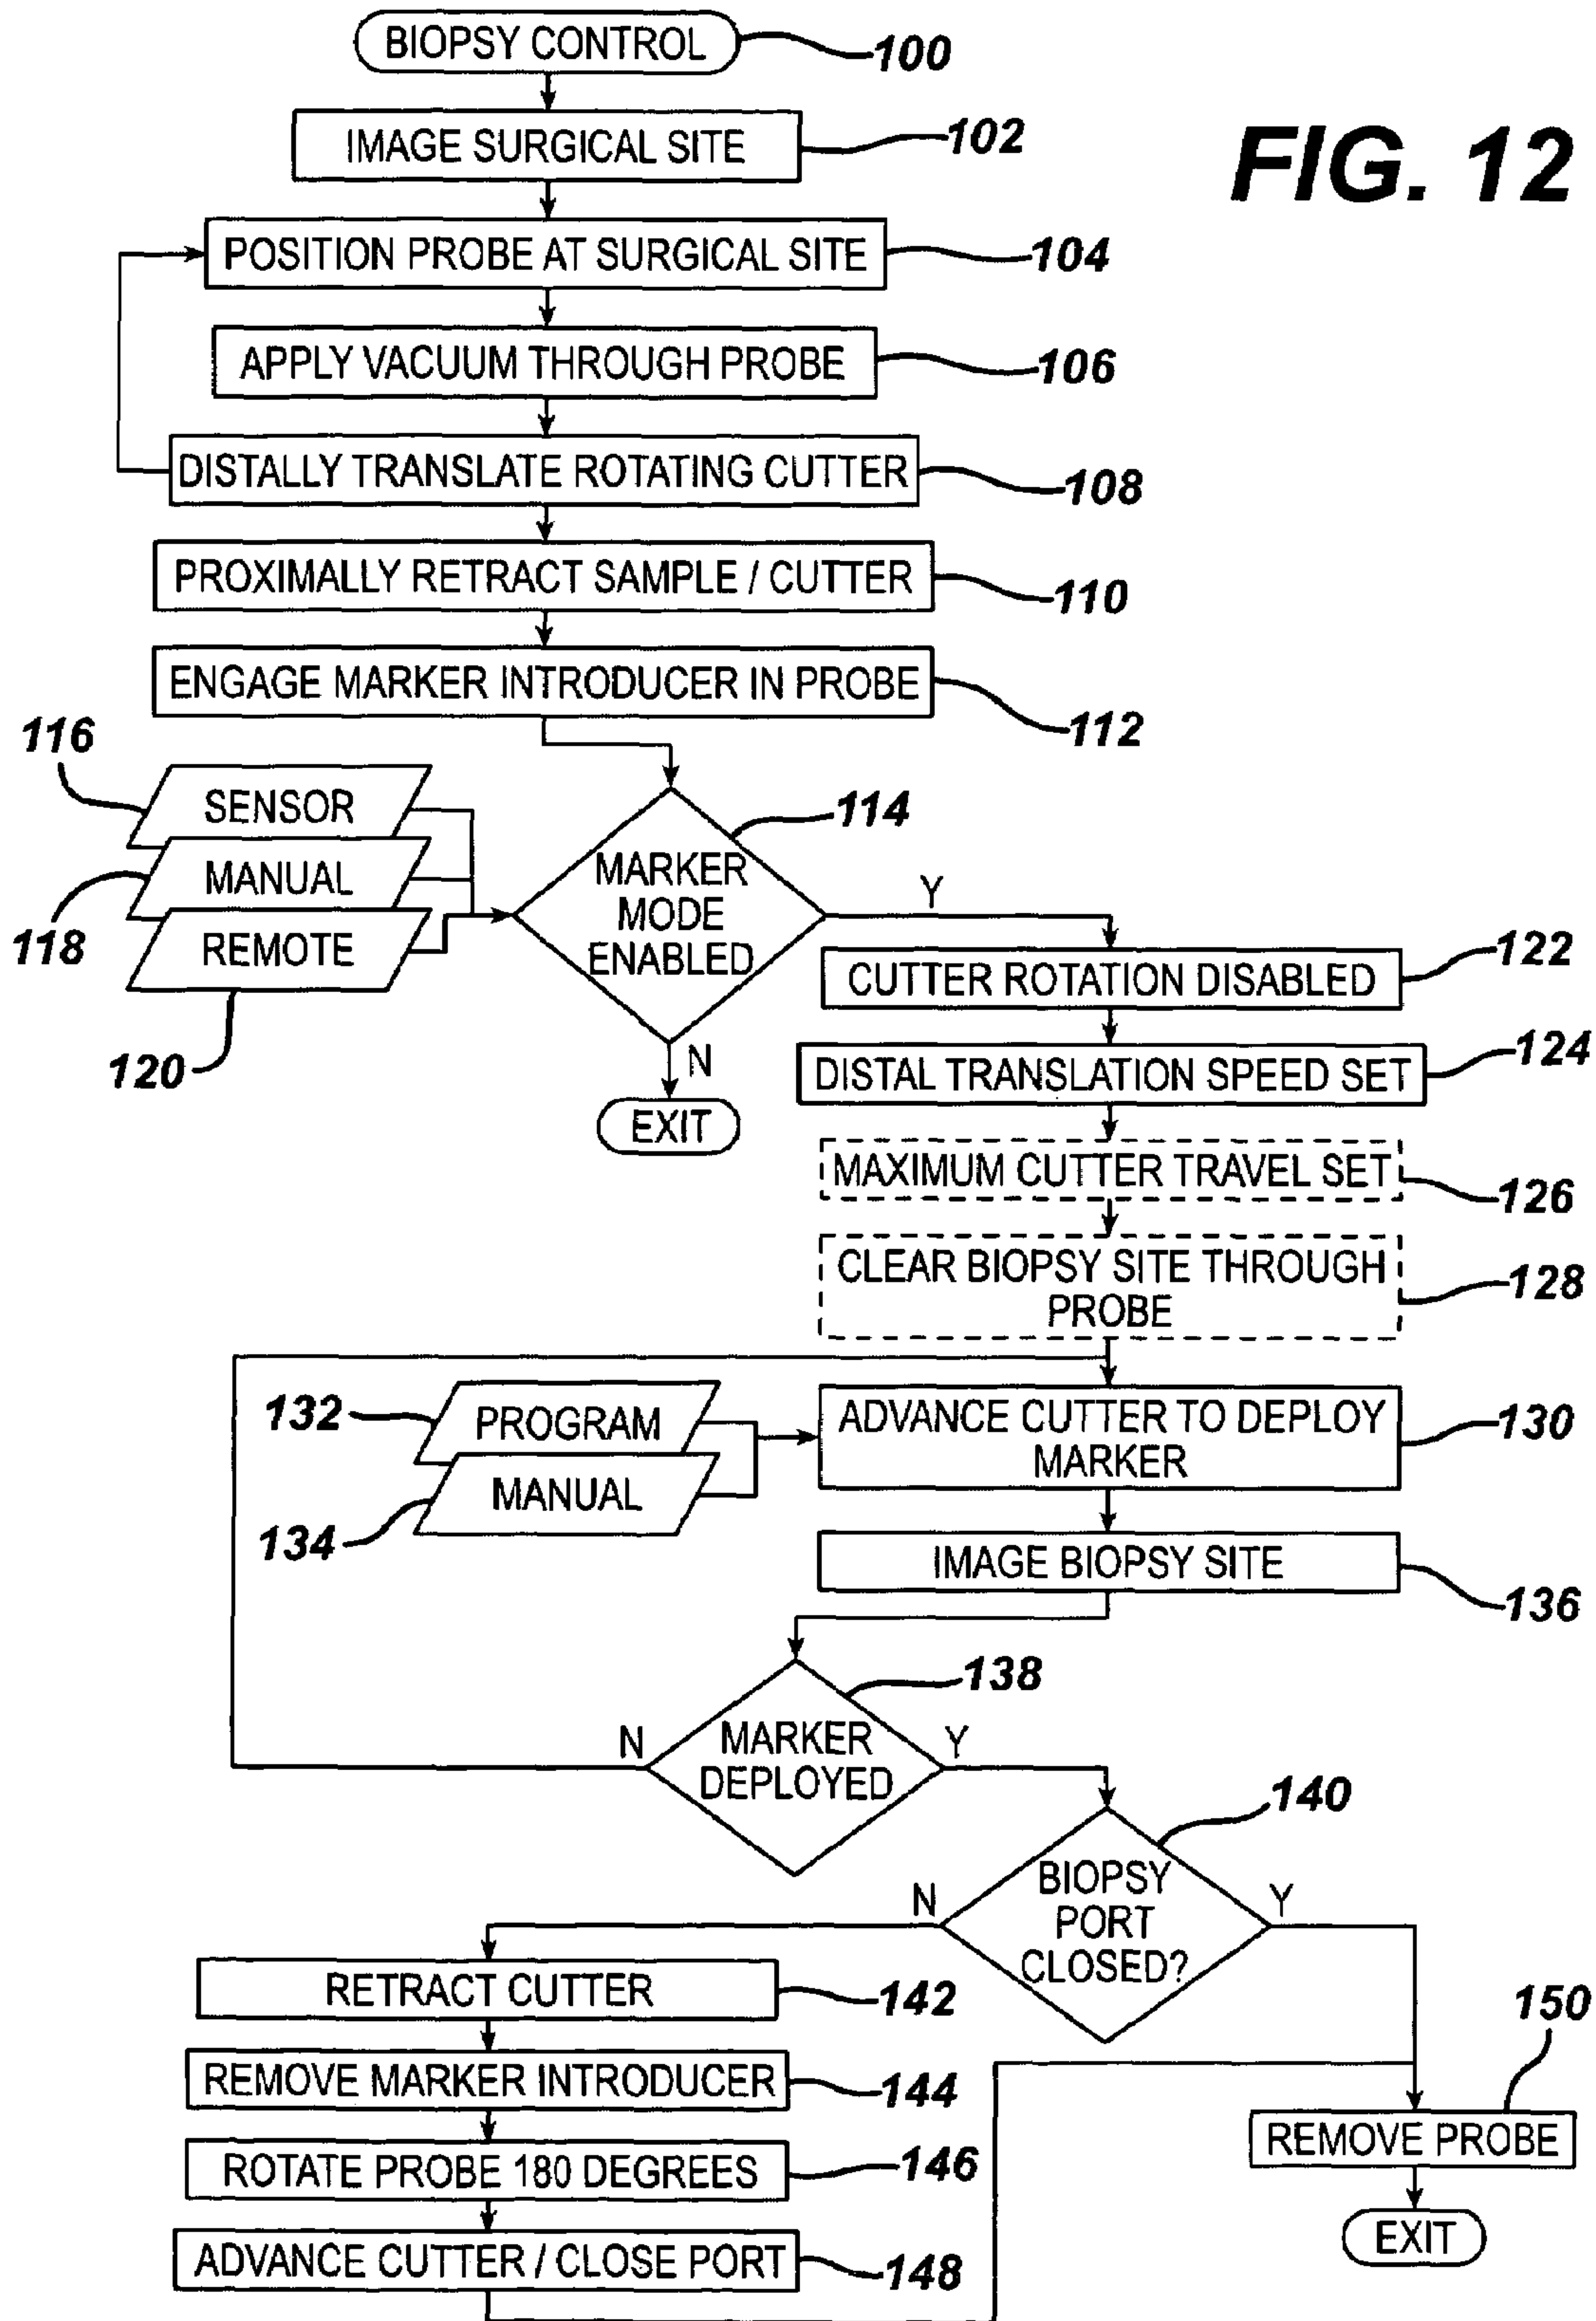 BIOPSY CONTROL
100
FIG. 12
IMAGE SURGICAL SITE
102
POSITION PROBE AT SURGICAL SITE
104
APPLY VACUUM THROUGH PROBE
106
DISTALLY TRANSLATE ROTATING CUTTER
108
PROXIMALLY RETRACT SAMPLE / CUTTER
110
ENGAGE MARKER INTRODUCER IN PROBE
112
116
SENSOR
118
MANUAL
120
REMOTE
114
MARKER
MODE
ENABLED
Y
N
EXIT
CUTTER ROTATION DISABLED
122
DISTAL TRANSLATION SPEED SET
124
MAXIMUM CUTTER TRAVEL SET
126
CLEAR BIOPSY SITE THROUGH
PROBE
128
132
PROGRAM
134
MANUAL
ADVANCE CUTTER TO DEPLOY
MARKER
130
IMAGE BIOPSY SITE
136
138
N
MARKER
DEPLOYED
Y
140
N
BIOPSY
PORT
CLOSED?
Y
RETRACT CUTTER
142
REMOVE MARKER INTRODUCER
144
ROTATE PROBE 180 DEGREES
146
ADVANCE CUTTER / CLOSE PORT
148
150
REMOVE PROBE
EXIT